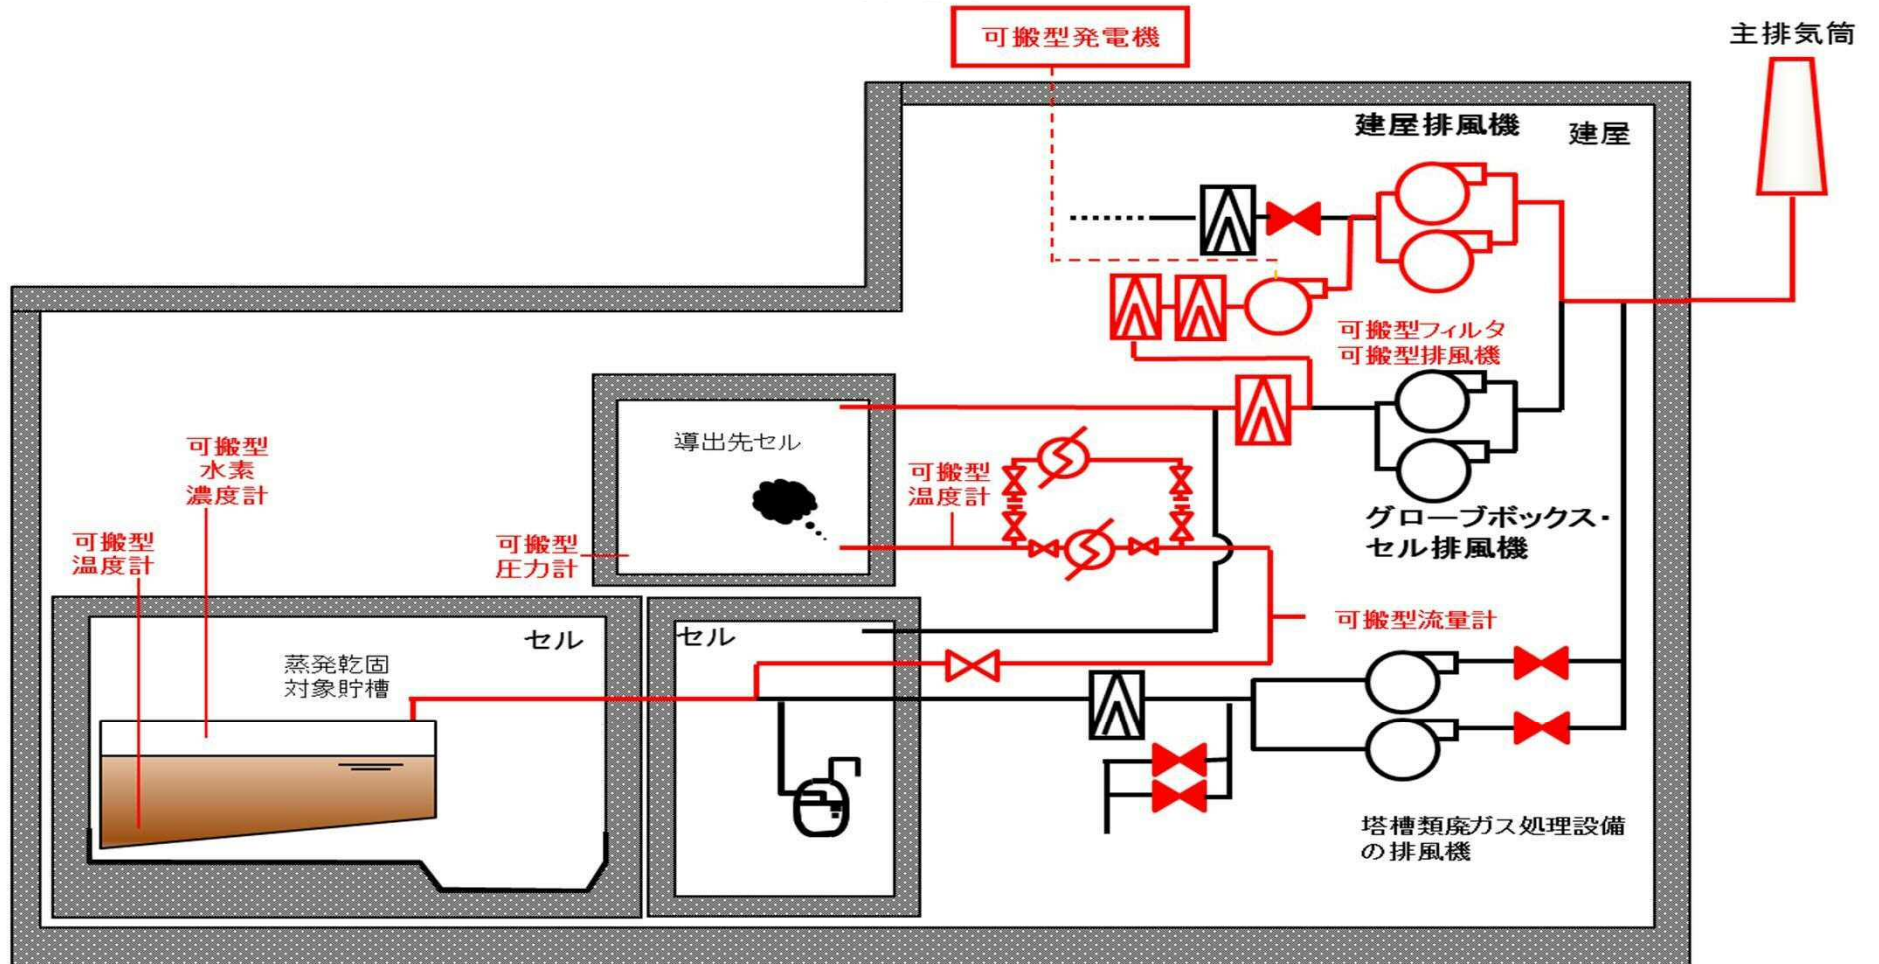 可搬型発電機
主排気筒
建屋排風機
建屋
可搬型フィルタ
可搬型排風機
導出先セル
可搬型
水素
濃度計
可搬型
温度計
可搬型
温度計
可搬型
圧力計
グローブボックス・
セル排風機
セル
セル
可搬型流量計
蒸発乾固
対象貯槽
塔槽類廃ガス処理設備
の排風機